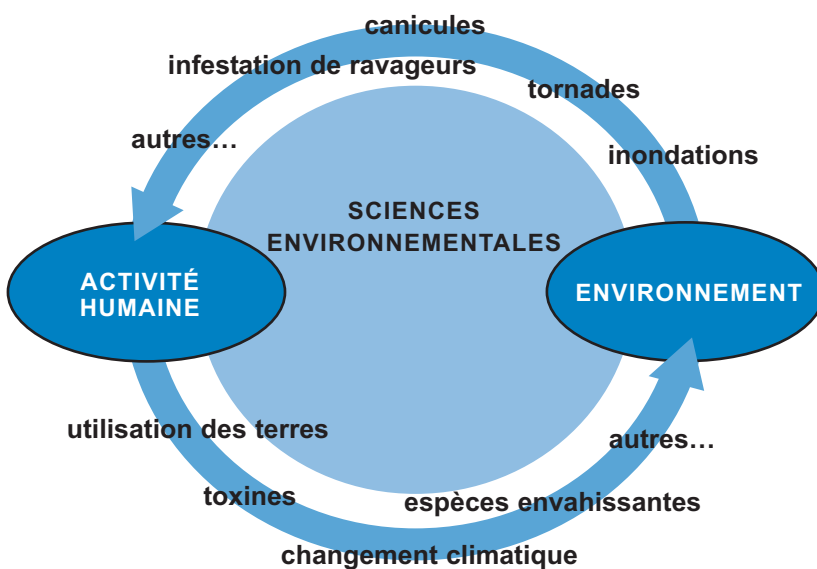 canicules
infestation de ravageurs
tornades
autres…
inondations
SCIENCES
ENVIRONNEMENTALES
ACTIVITÉ
HUMAINE
ENVIRONNEMENT
utilisation des terres
autres…
toxines
espèces envahissantes
changement climatique